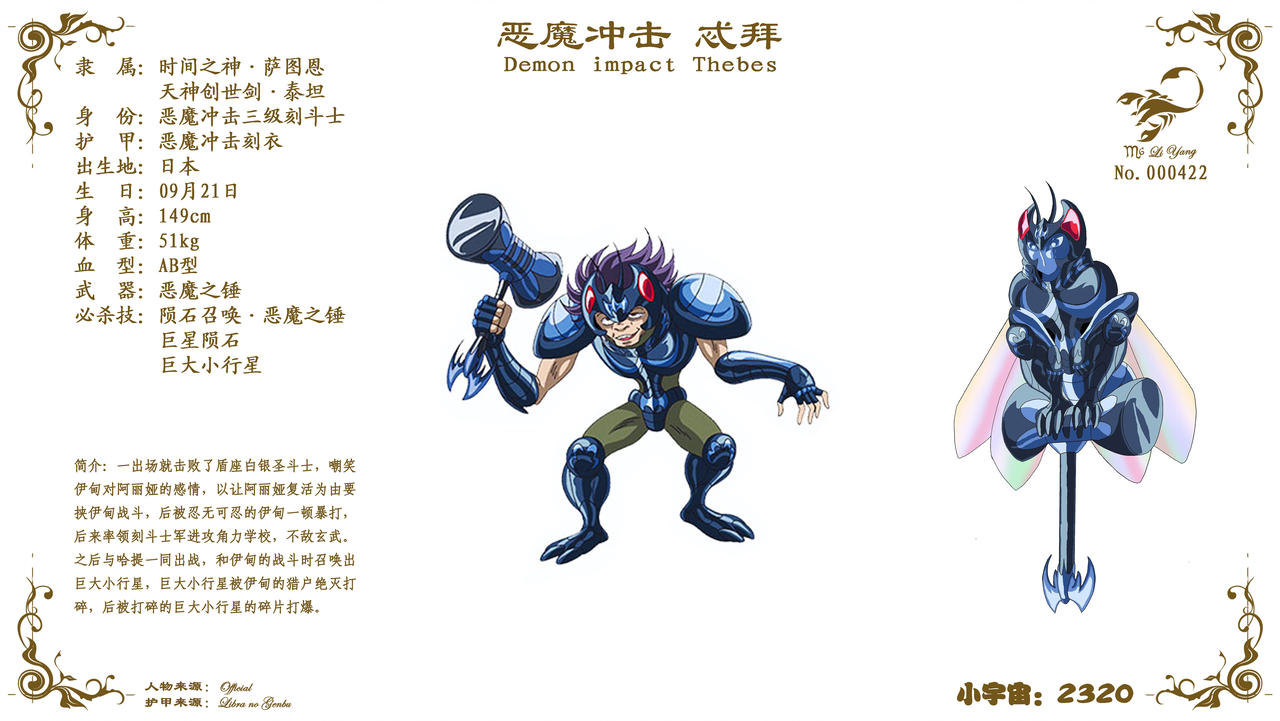 恶魔冲击 忒拜
Demon impact Thebes
隶 属：时间之神·萨图恩
天神创世剑·泰坦
身 份：恶魔冲击三级刻斗士
护 甲：恶魔冲击刻衣
出生地：日本
生 日：09月21日
身 高：149cm
体 重：51kg
血 型：AB型
武 器：恶魔之锤
必杀技：陨石召唤·恶魔之锤
巨星陨石
巨大小行星
简介：一出场就击败了盾座白银圣斗士，嘲笑
伊甸对阿丽娅的感情，以让阿丽娅复活为由要
挟伊甸战斗，后被忍无可忍的伊甸一顿暴打，
后来率领刻斗士军进攻角力学校，不敌玄武。
之后与哈提一同出战，和伊甸的战斗时召唤出
巨大小行星，巨大小行星被伊甸的猎户绝灭打
碎，后被打碎的巨大小行星的碎片打爆。
人物来源：Official
护甲来源：Libra no Genbu
Li Yang
No.000422
小宇宙：2320